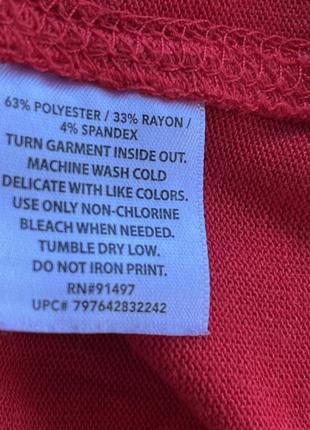 63% POLYESTER / 33% RAYON /
4% SPANDEX
TURN GARMENT INSIDE OUT.
MACHINE WASH COLD
DELICATE WITH LIKE COLORS.
USE ONLY NON-CHLORINE
BLEACH WHEN NEEDED.
TUMBLE DRY LOW.
DO NOT IRON PRINT.
RN#91497
UPC# 797642832242